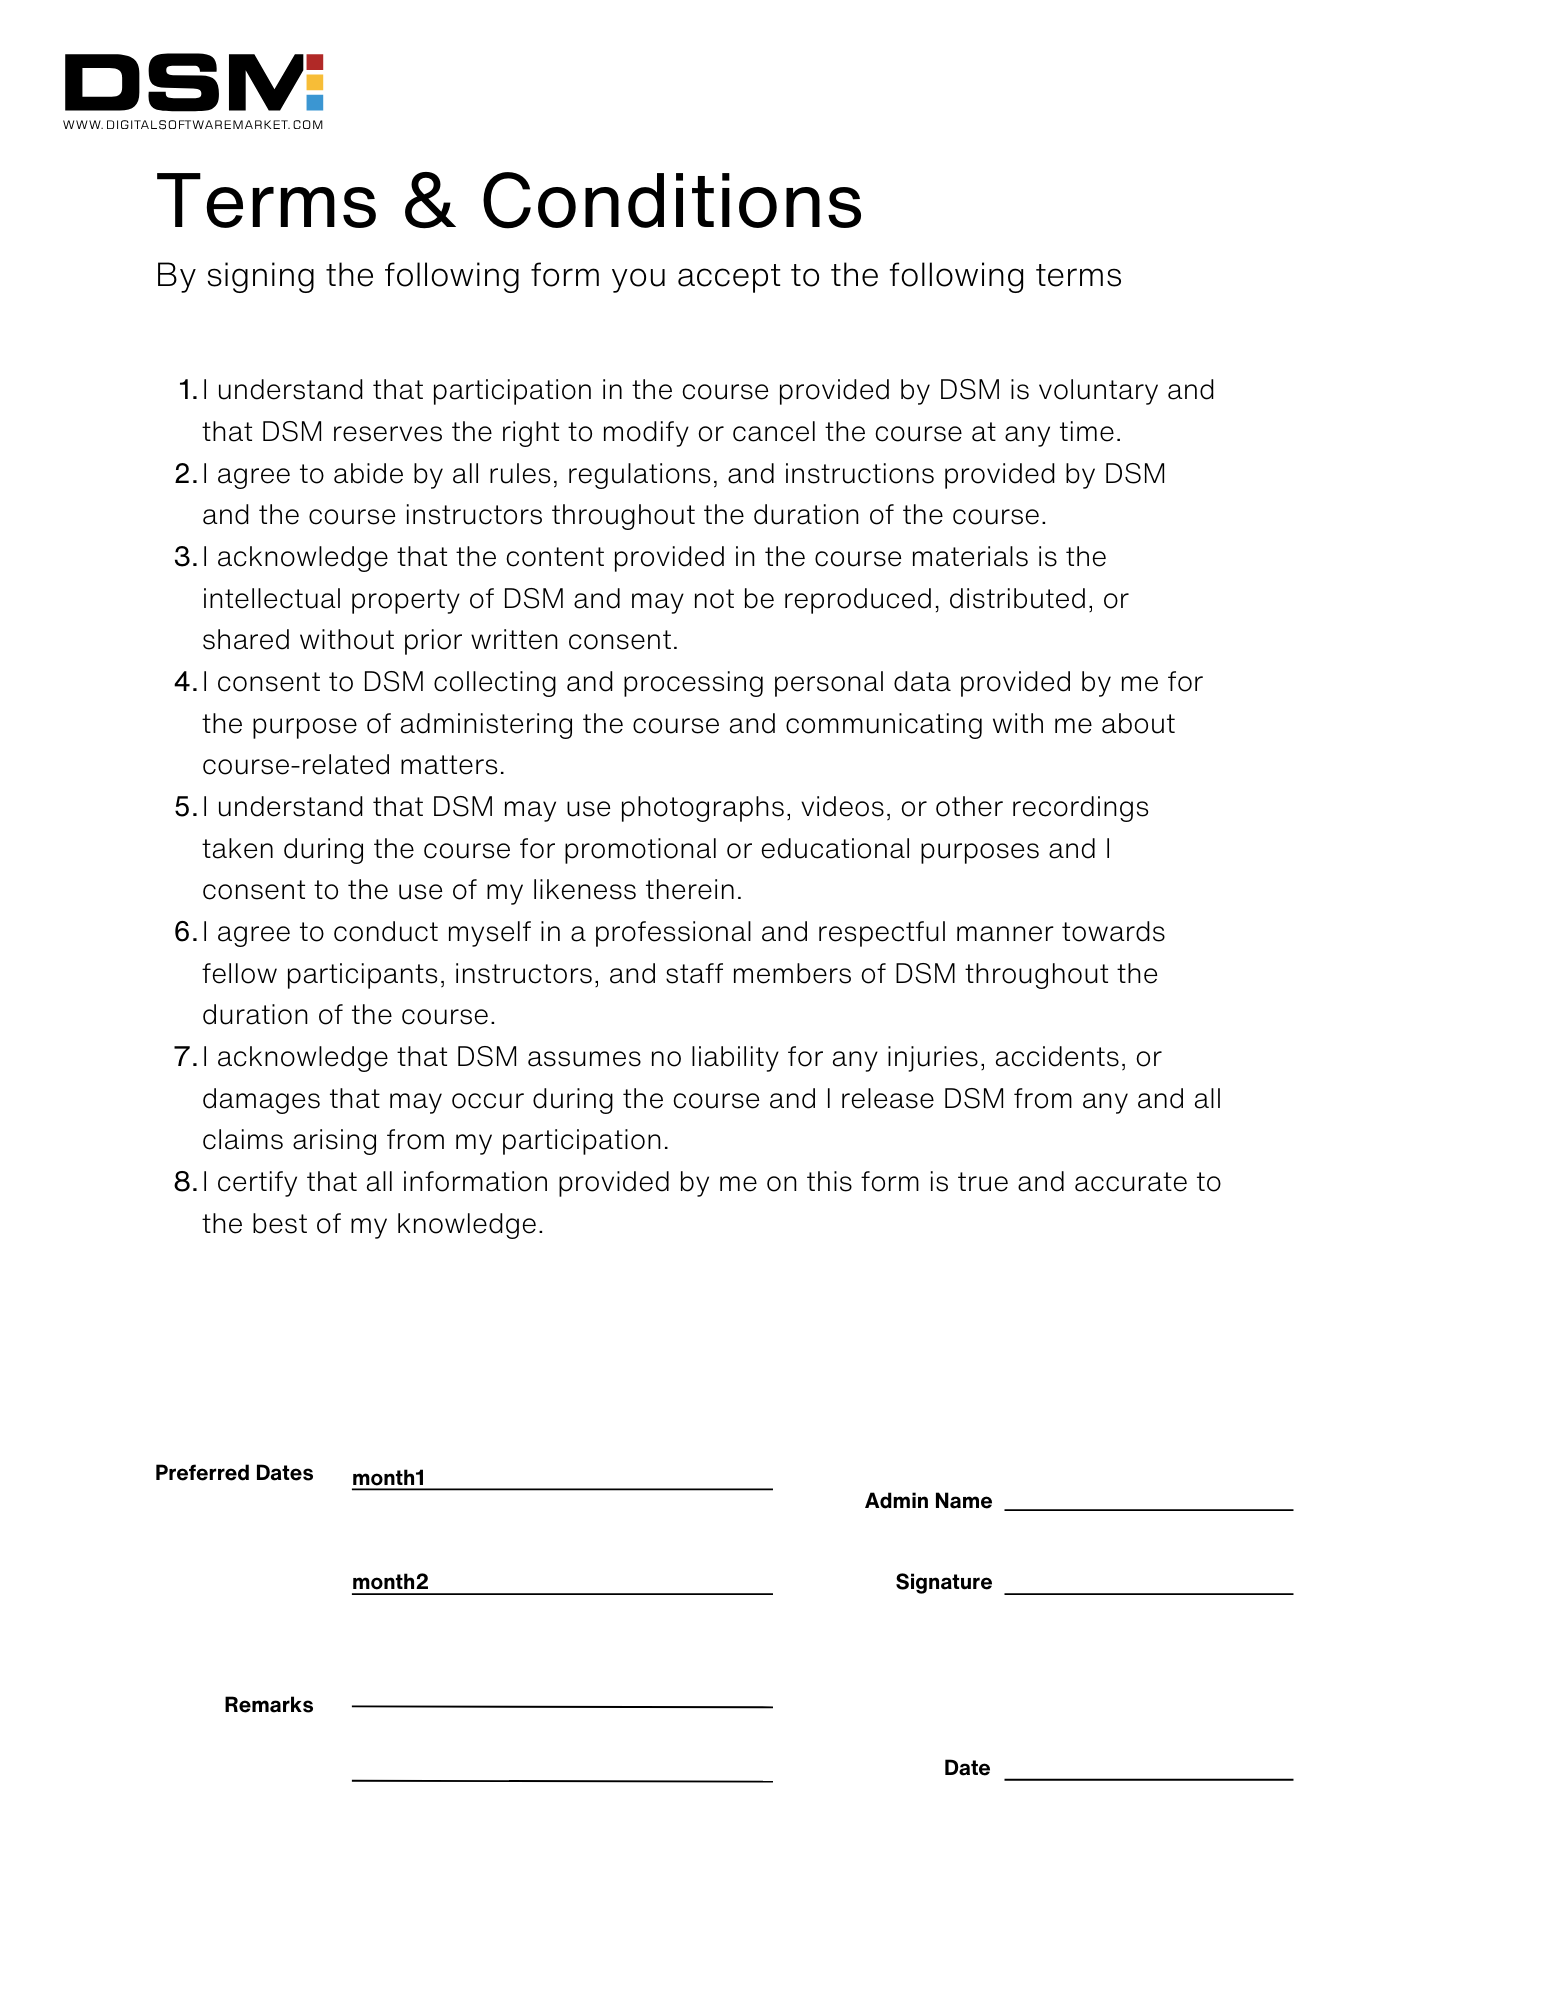 DSM
WWW.DIGITALSOFTWAREMARKET.COM
Terms & Conditions
By signing the following form you accept to the following terms
1. I understand that participation in the course provided by DSM is voluntary and
that DSM reserves the right to modify or cancel the course at any time.
2. I agree to abide by all rules, regulations, and instructions provided by DSM
and the course instructors throughout the duration of the course.
3. I acknowledge that the content provided in the course materials is the
intellectual property of DSM and may not be reproduced, distributed, or
shared without prior written consent.
4. I consent to DSM collecting and processing personal data provided by me for
the purpose of administering the course and communicating with me about
course-related matters.
5. I understand that DSM may use photographs, videos, or other recordings
taken during the course for promotional or educational purposes and I
consent to the use of my likeness therein.
6. I agree to conduct myself in a professional and respectful manner towards
fellow participants, instructors, and staff members of DSM throughout the
duration of the course.
7. I acknowledge that DSM assumes no liability for any injuries, accidents, or
damages that may occur during the course and I release DSM from any and all
claims arising from my participation.
8. I certify that all information provided by me on this form is true and accurate to
the best of my knowledge.
Preferred Dates month1
Admin Name
month2
Signature
Remarks
Date